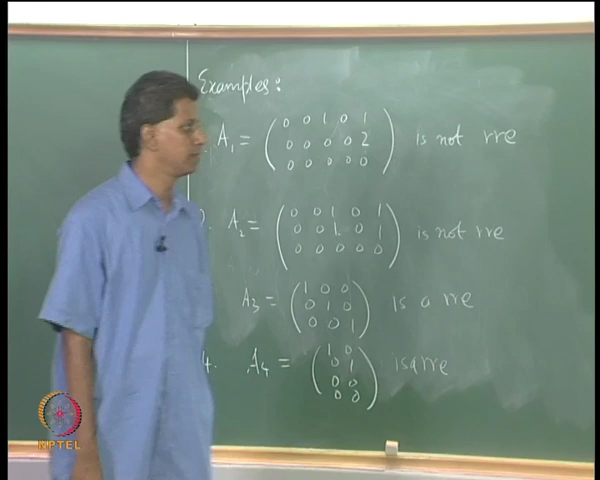 Examples:
. A₁ = ( 0 0 1 0 1
0 0 0 0 2
0 0 0 0 0 ) is not rre
2. A₂ = ( 0 0 1 0 1
0 0 1 0 1
0 0 0 0 0 ) is not rre
A₃ = ( 1 0 0
0 1 0
0 0 1 ) is a rre
4. A₄ = ( 1 0
0 1
0 0
0 0 ) is a rre
NPTEL